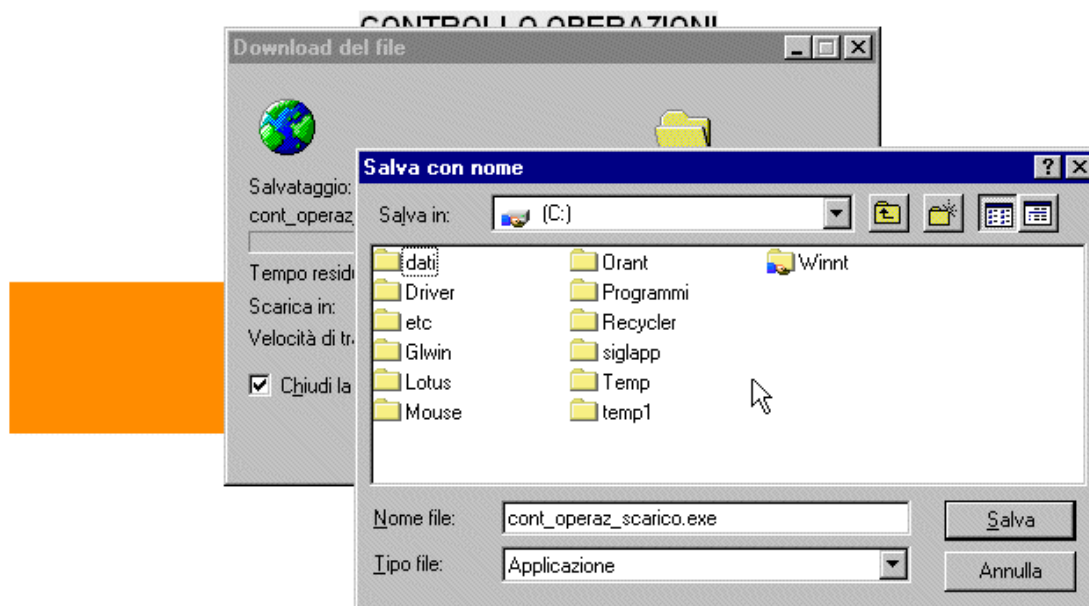 CONTROLLO OPERAZIONI
Download del file
Salva con nome
Salvataggio:
cont_operaz_
Salva in:
(C:)
dati
Orant
Winnt
Driver
Programmi
etc
Recycler
Glwin
siglapp
Lotus
Temp
Mouse
temp1
Tempo resid
Scarica in:
Velocità di tr
Chiudi la
Nome file:
cont_operaz_scarico.exe
Salva
Tipo file:
Applicazione
Annulla